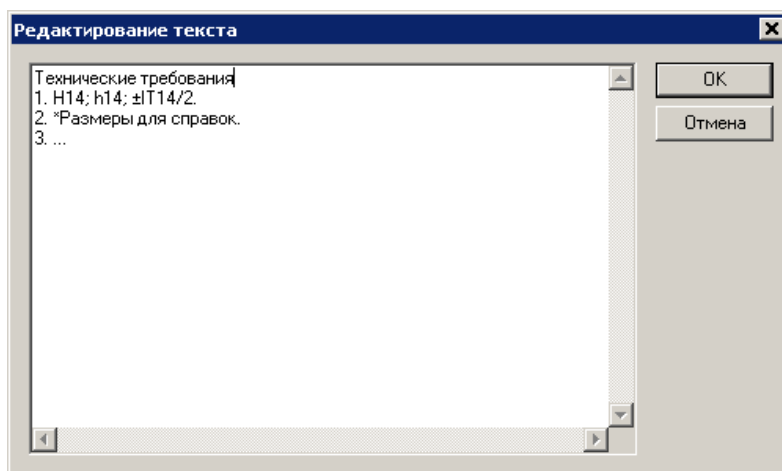 Редактирование текста
Технические требования
1. H14; h14; ±IT14/2.
2. *Размеры для справок.
3. ...
OK
Отмена